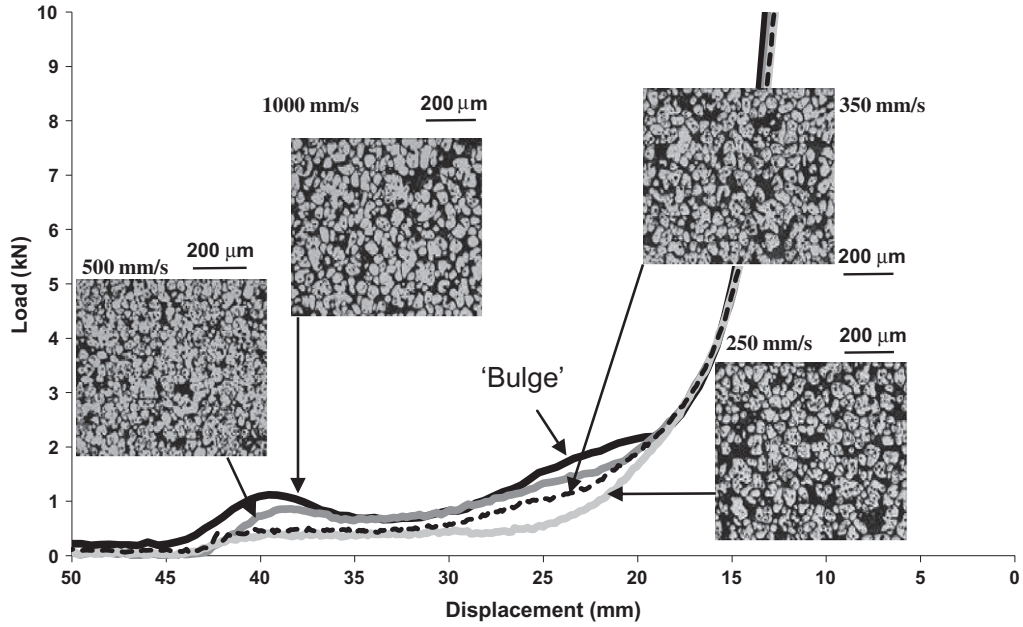 10
9
8
7
6
5
4
3
2
1
0
Load (kN)
1000 mm/s
200 µm
350 mm/s
500 mm/s
200 µm
200 µm
250 mm/s
200 µm
‘Bulge’
50 45 40 35 30 25 20 15 10 5 0
Displacement (mm)